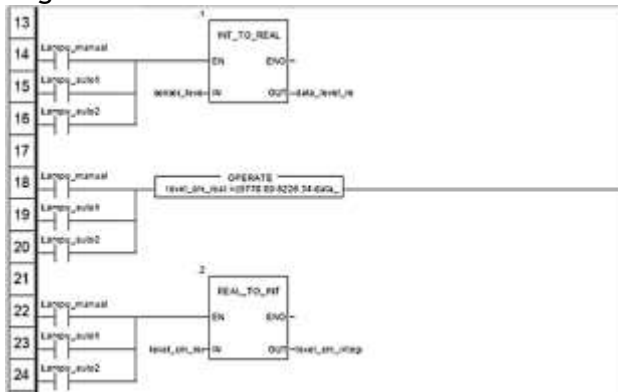 13
1
INT_TO_REAL
14 Lampu_manual
EN ENO
15 Lampu_auto1
IN OUT data_level_re
16 Lampu_auto2
17
18 Lampu_manual
OPERATE
19 Lampu_auto1
20 Lampu_auto2
21
2
REAL_TO_INT
22 Lampu_manual
EN ENO
23 Lampu_auto1
IN OUT
24 Lampu_auto2